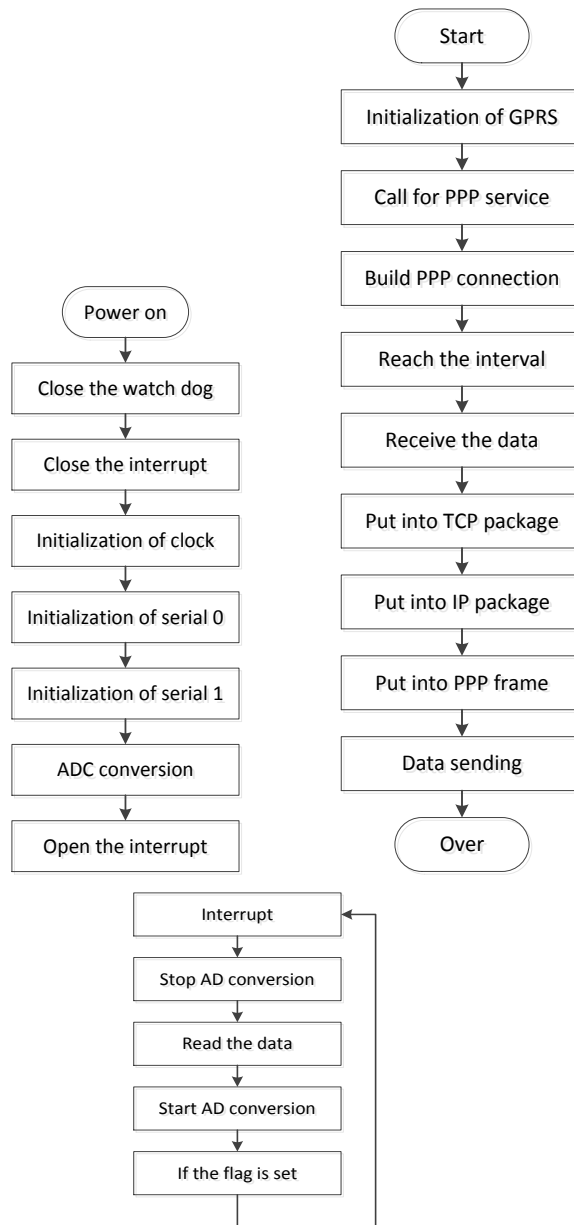 Power on
Close the watch dog
Close the interrupt
Initialization of clock
Initialization of serial 0
Initialization of serial 1
ADC conversion
Open the interrupt
Start
Initialization of GPRS
Call for PPP service
Build PPP connection
Reach the interval
Receive the data
Put into TCP package
Put into IP package
Put into PPP frame
Data sending
Over
Interrupt
Stop AD conversion
Read the data
Start AD conversion
If the flag is set